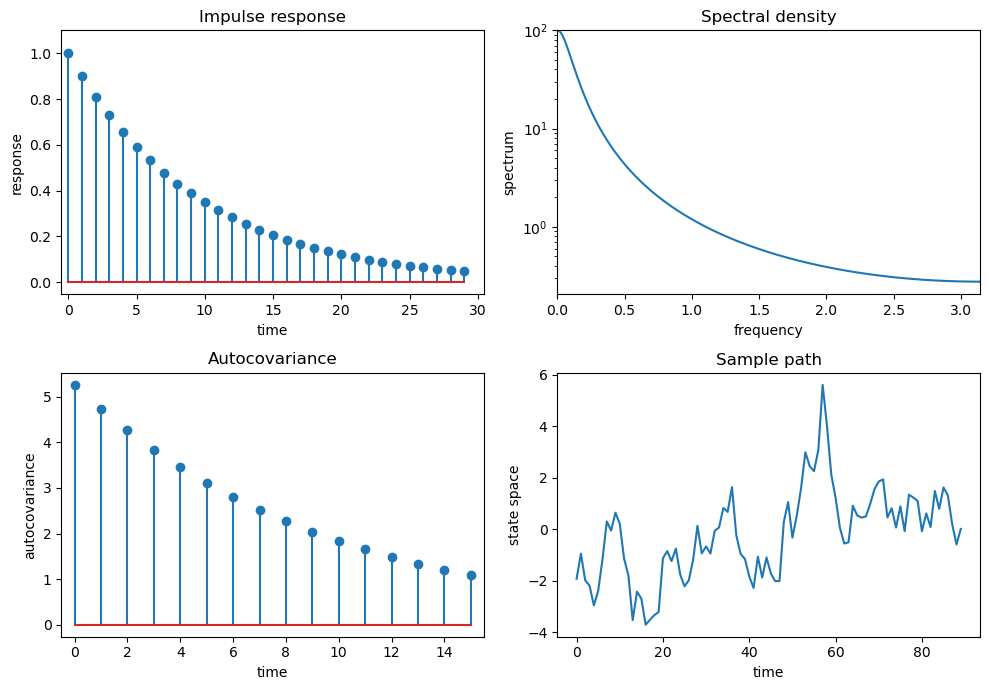 Impulse response
1.0
0.8
0.6
0.4
0.2
0.0
response
0 5 10 15 20 25 30
time
Spectral density
10²
10¹
10⁰
spectrum
0.0 0.5 1.0 1.5 2.0 2.5 3.0
frequency
Autocovariance
5
4
3
2
1
0
autocovariance
0 2 4 6 8 10 12 14
time
Sample path
6
4
2
0
−2
−4
state space
0 20 40 60 80
time